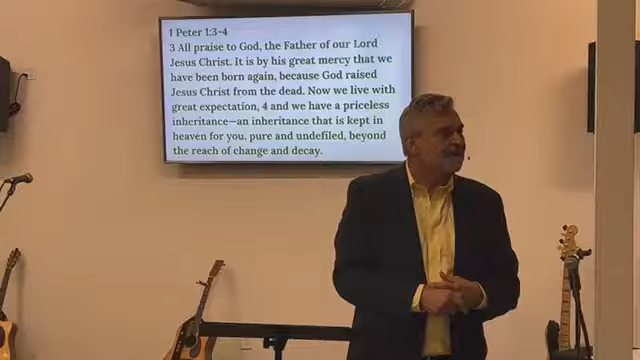 1 Peter 1:3-4
3 All praise to God, the Father of our Lord
Jesus Christ. It is by his great mercy that we
have been born again, because God raised
Jesus Christ from the dead. Now we live with
great expectation, 4 and we have a priceless
inheritance—an inheritance that is kept in
heaven for you, pure and undefiled, beyond
the reach of change and decay.